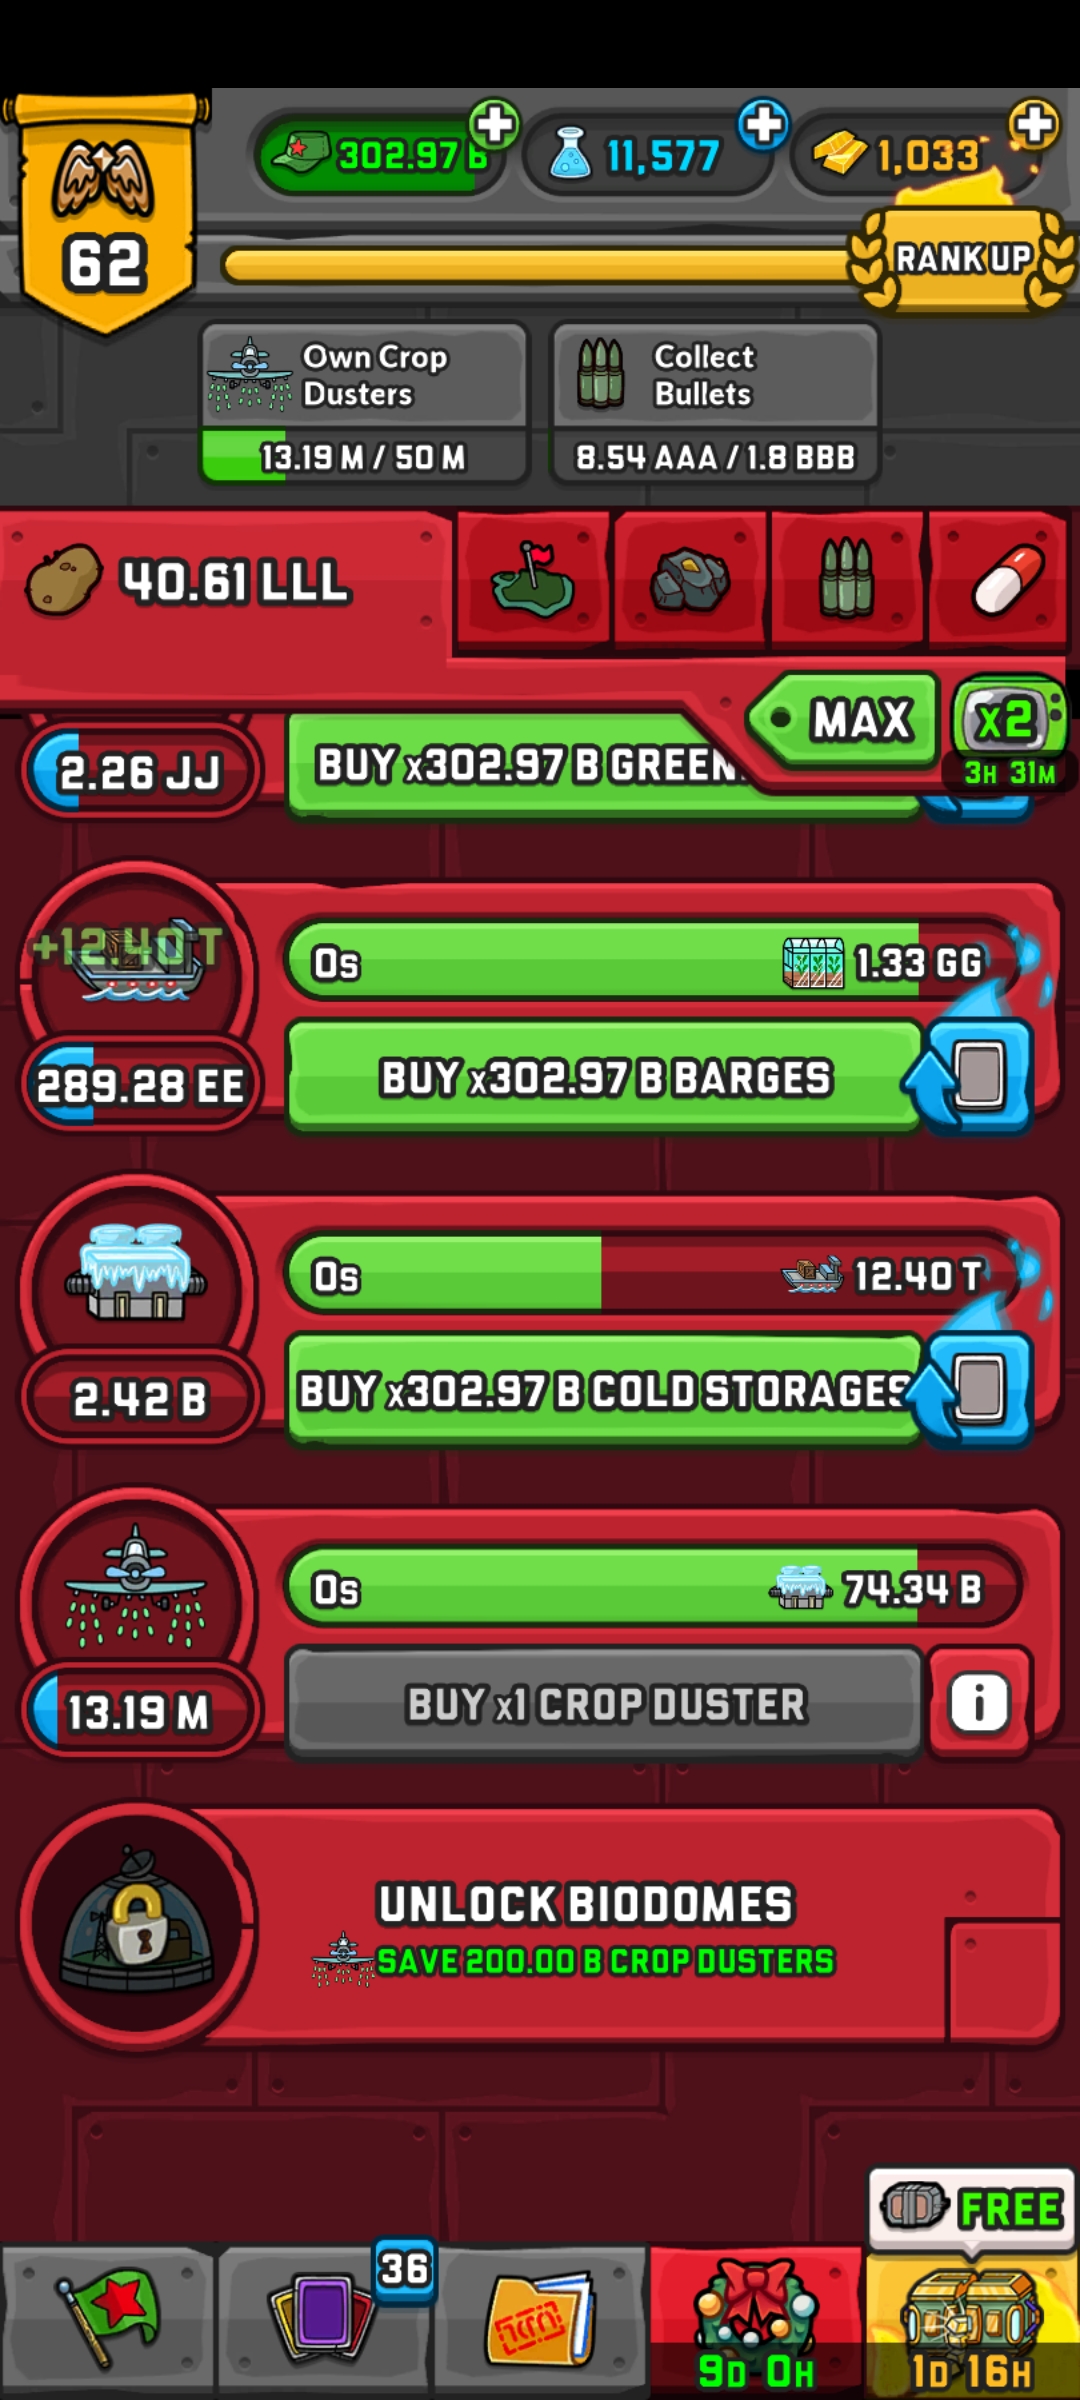 302.97 B
11,577
1,033
62
RANK UP
Own Crop
Dusters
13.19 M / 50 M
Collect
Bullets
8.54 AAA / 1.8 BBB
40.61 LLL
MAX
x2
3H 31M
2.26 JJ
BUY x302.97 B GREEN
+12.40 T
0s
1.33 GG
289.28 EE
BUY x302.97 B BARGES
0s
12.40 T
2.42 B
BUY x302.97 B COLD STORAGES
0s
74.34 B
13.19 M
BUY x1 CROP DUSTER
i
UNLOCK BIODOMES
SAVE 200.00 B CROP DUSTERS
FREE
36
9D 0H
1D 16H